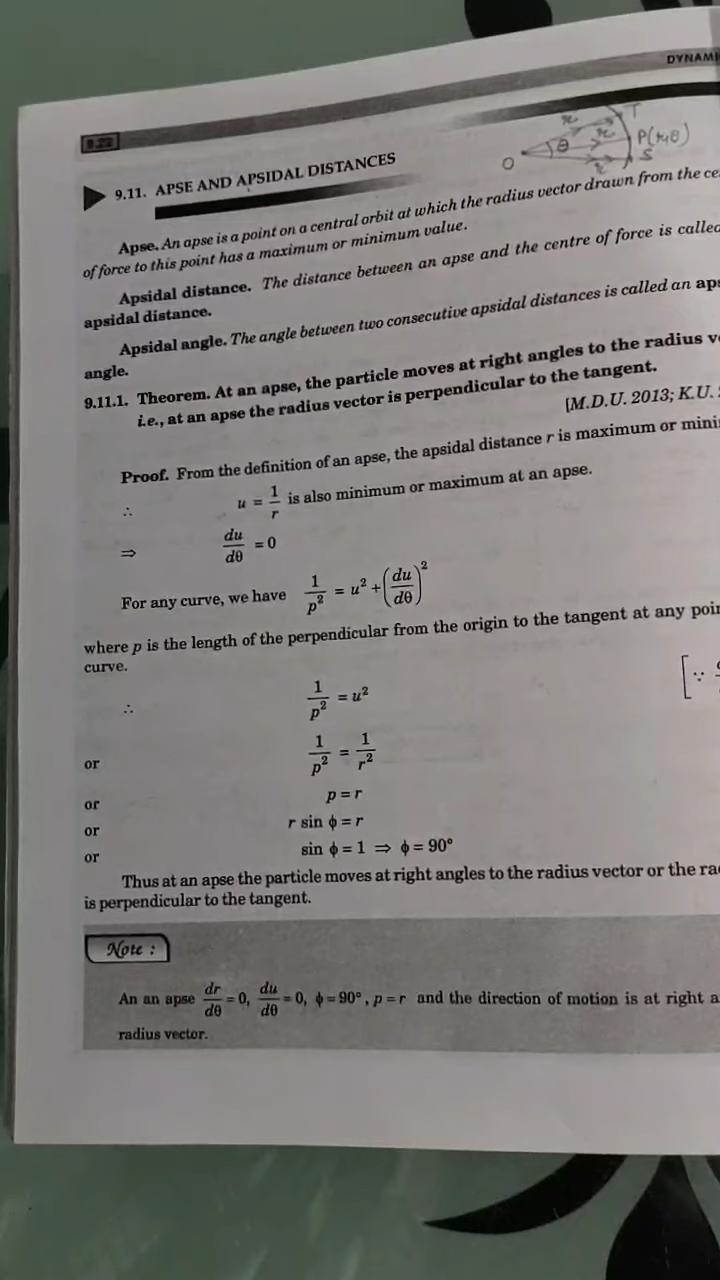 DYNAMI
9.22
O θ r r r T P(r,θ) S
9.11. APSE AND APSIDAL DISTANCES
Apse. An apse is a point on a central orbit at which the radius vector drawn from the ce
of force to this point has a maximum or minimum value.
Apsidal distance. The distance between an apse and the centre of force is called
apsidal distance.
Apsidal angle. The angle between two consecutive apsidal distances is called an aps
angle.
9.11.1. Theorem. At an apse, the particle moves at right angles to the radius v
i.e., at an apse the radius vector is perpendicular to the tangent.
[M.D.U. 2013; K.U.
Proof. From the definition of an apse, the apsidal distance r is maximum or mini
∴ u = 1/r is also minimum or maximum at an apse.
⇒ du/dθ = 0
For any curve, we have 1/p² = u² + (du/dθ)²
where p is the length of the perpendicular from the origin to the tangent at any poin
curve.
∴ 1/p² = u² [∵
or 1/p² = 1/r²
or p = r
or r sin ϕ = r
or sin ϕ = 1 ⇒ ϕ = 90°
Thus at an apse the particle moves at right angles to the radius vector or the ra
is perpendicular to the tangent.
Note :
An an apse dr/dθ = 0, du/dθ = 0, ϕ = 90°, p = r and the direction of motion is at right a
radius vector.